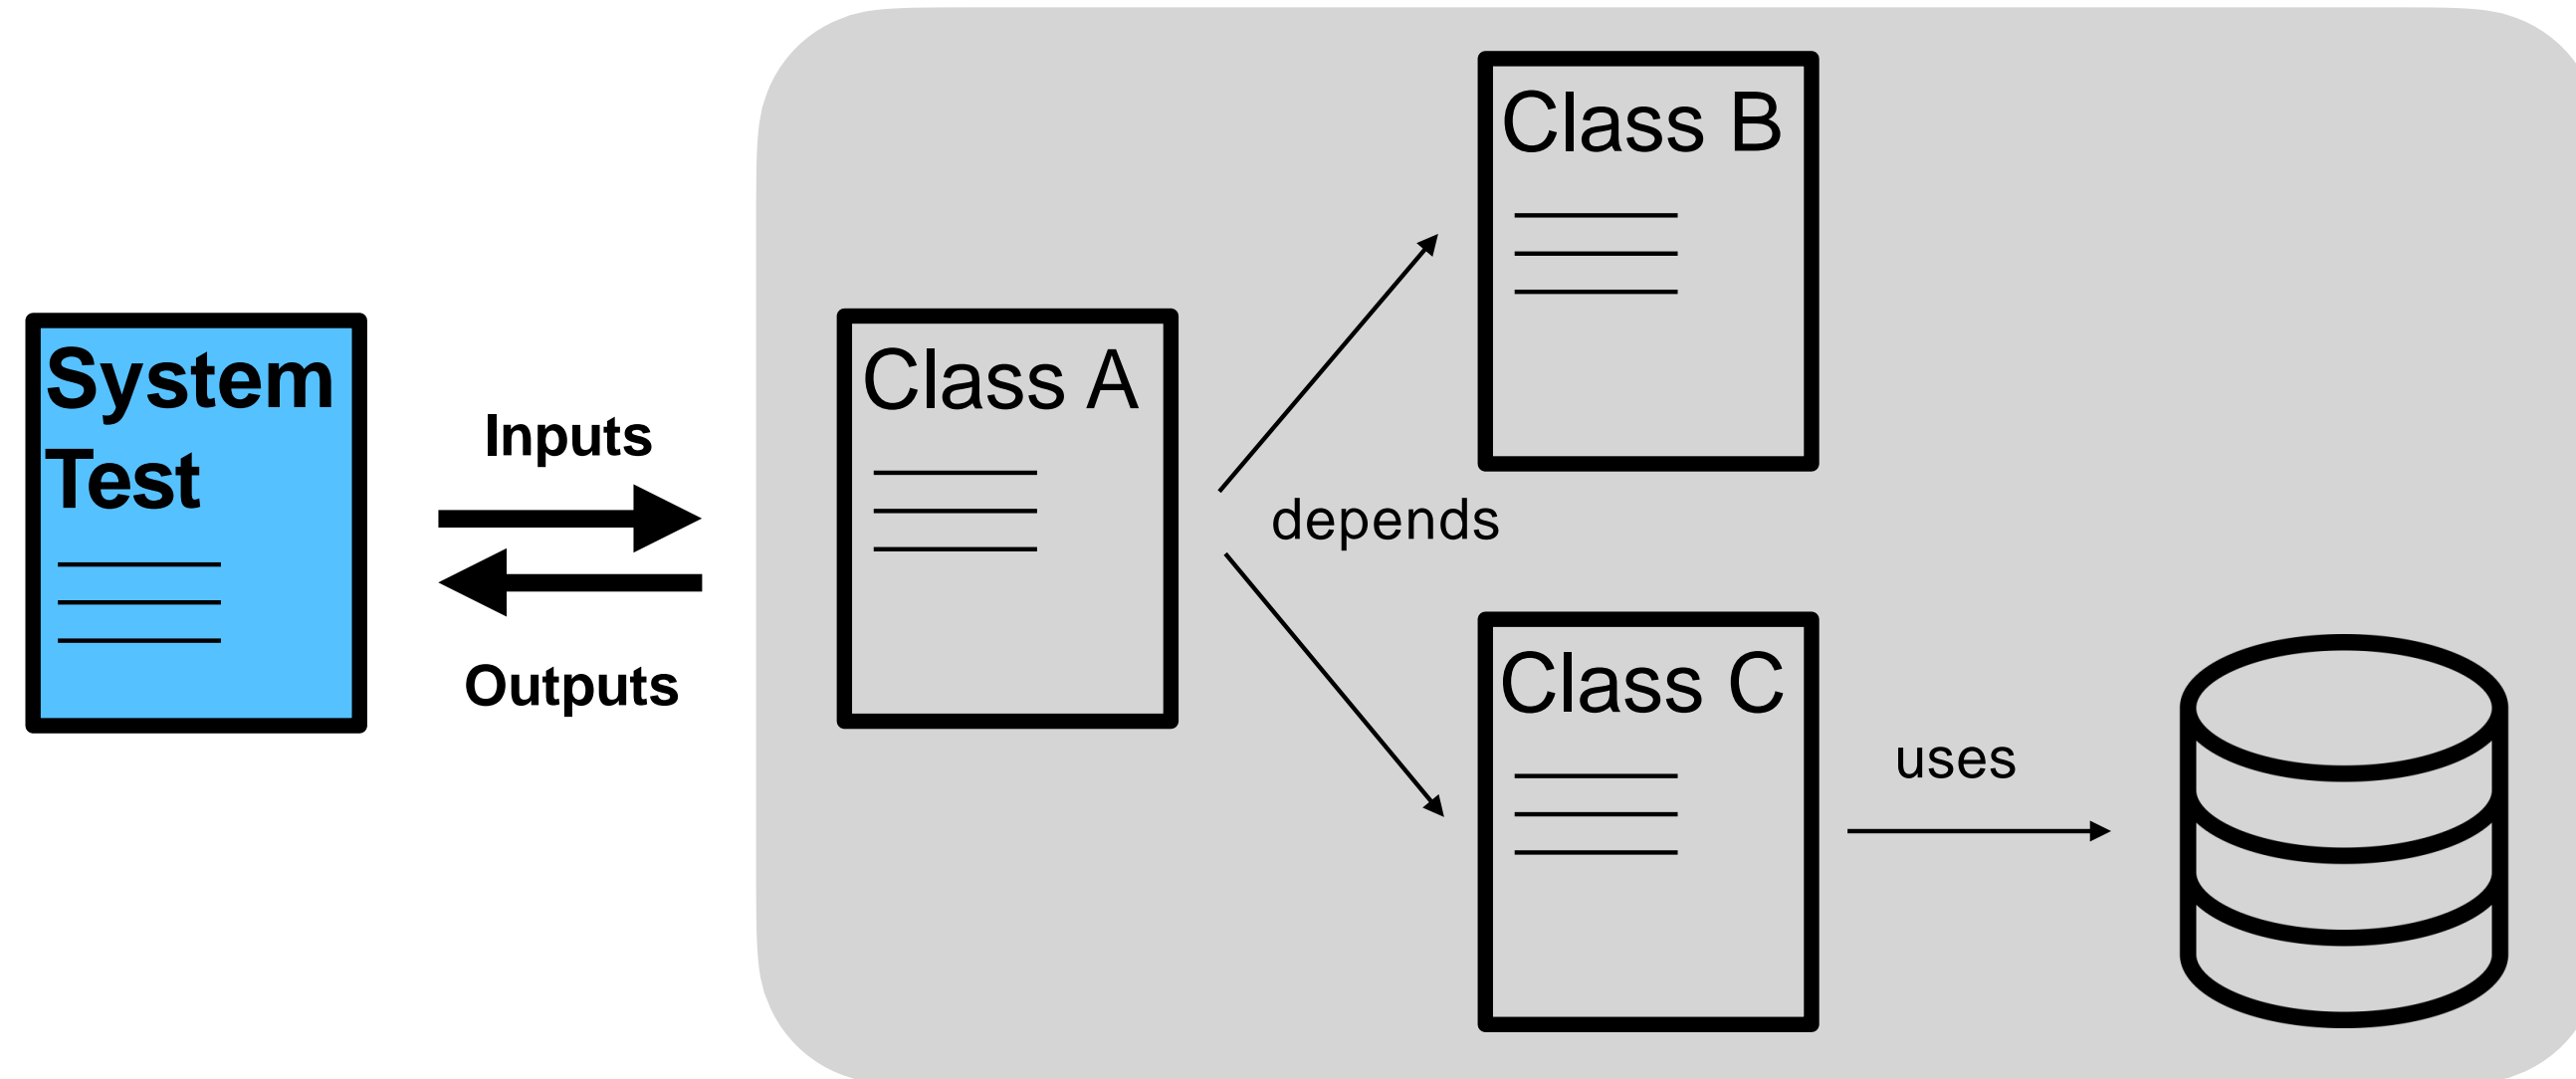 System
Test
Inputs
Outputs
Class A
depends
Class B
Class C
uses